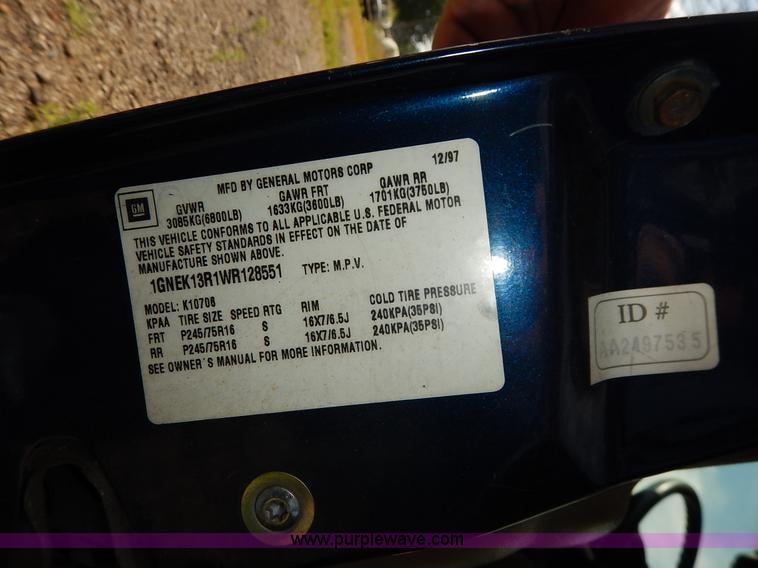 MFD BY GENERAL MOTORS CORP 12/97
GM
GVWR GAWR FRT GAWR RR
3085KG(6800LB) 1633KG(3600LB) 1701KG(3750LB)
THIS VEHICLE CONFORMS TO ALL APPLICABLE U.S. FEDERAL MOTOR
VEHICLE SAFETY STANDARDS IN EFFECT ON THE DATE OF
MANUFACTURE SHOWN ABOVE.
1GNEK13R1WR128551 TYPE: M.P.V.
MODEL: K10706
KPAA TIRE SIZE SPEED RTG RIM COLD TIRE PRESSURE
FRT P245/75R16 S 16X7/6.5J 240KPA(35PSI)
RR P245/75R16 S 16X7/6.5J 240KPA(35PSI)
SEE OWNER'S MANUAL FOR MORE INFORMATION.
ID #
AA2497535
www.purplewave.com